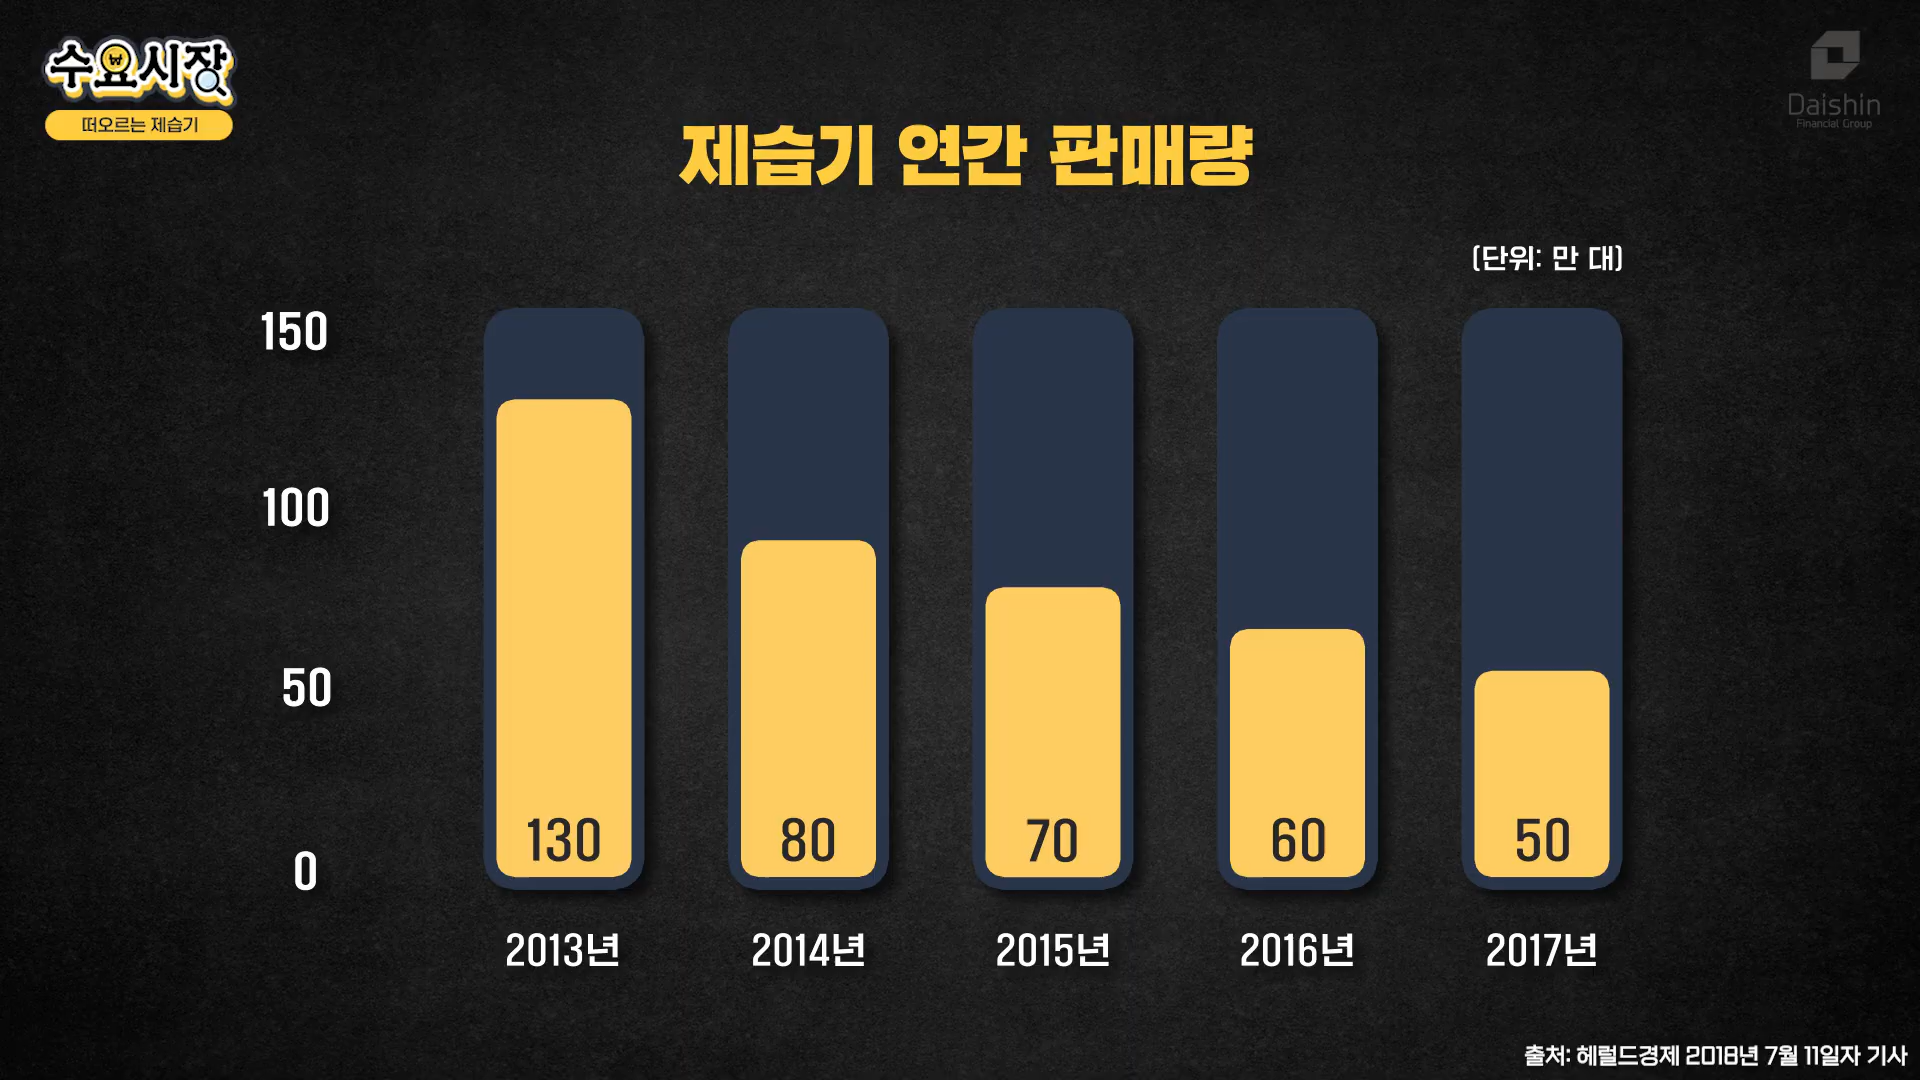 수요시장
떠오르는 제습기
Daishin
Financial Group
제습기 연간 판매량
(단위: 만 대)
150
100
50
0
130
80
70
60
50
2013년
2014년
2015년
2016년
2017년
출처: 헤럴드경제 2018년 7월 11일자 기사